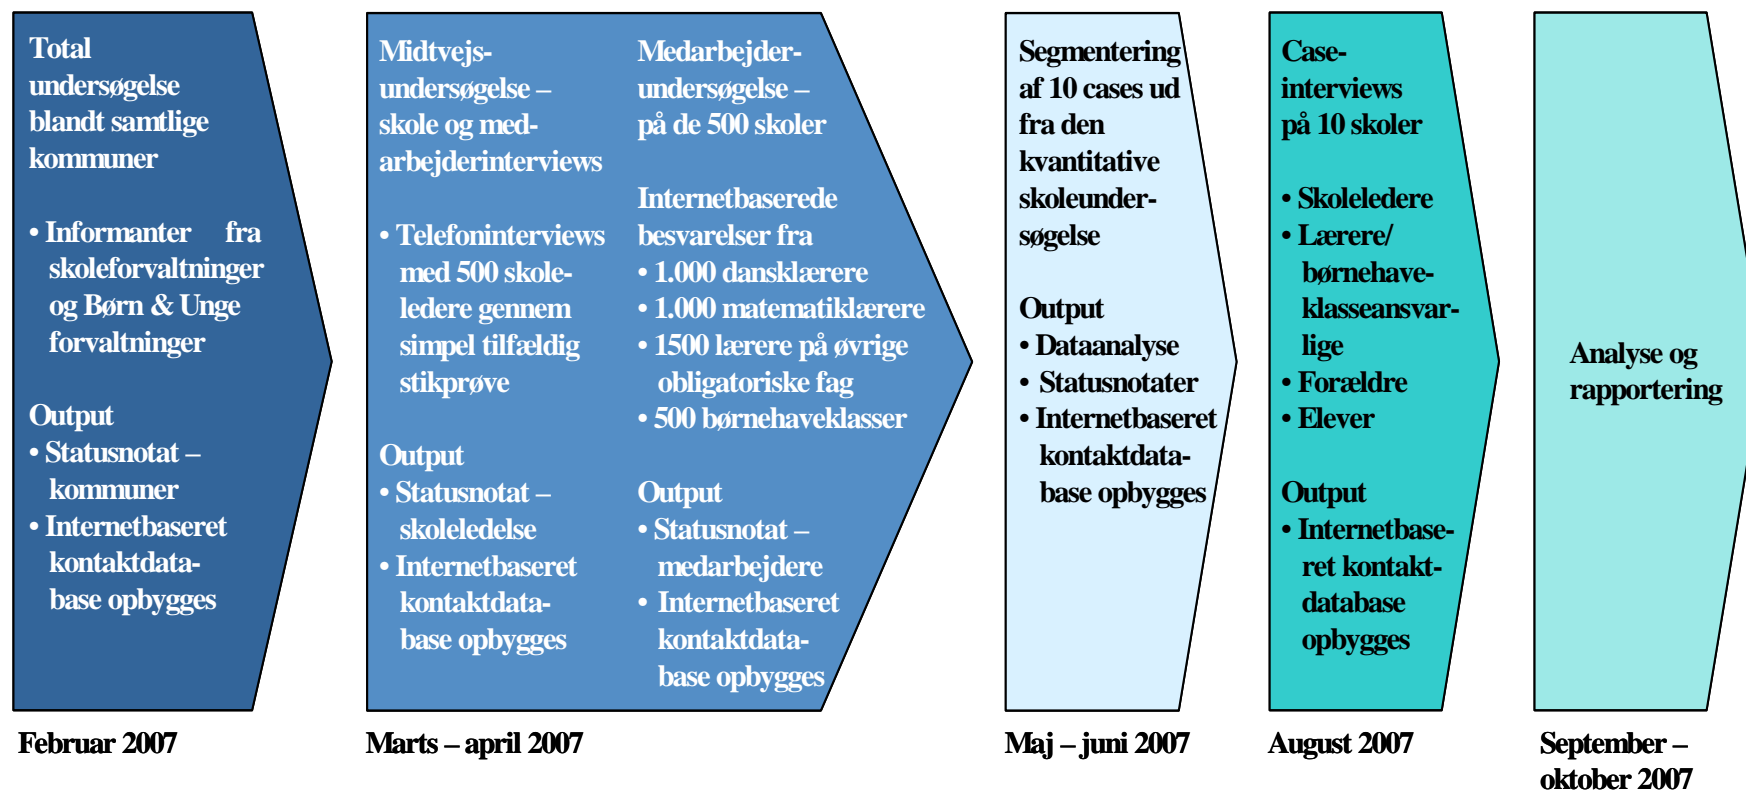 Total
undersøgelse
blandt samtlige
kommuner
• Informanter fra
skoleforvaltninger
og Børn & Unge
forvaltninger
Output
• Statusnotat –
kommuner
• Internetbaseret
kontaktdata-
base opbygges
Februar 2007
Midtvejs-
undersøgelse –
skole og med-
arbejderinterviews
• Telefoninterviews
med 500 skole-
ledere gennem
simpel tilfældig
stikprøve
Output
• Statusnotat –
skoleledelse
• Internetbaseret
kontaktdata-
base opbygges
Medarbejder-
undersøgelse –
på de 500 skoler
Internetbaserede
besvarelser fra
• 1.000 dansklærere
• 1.000 matematiklærere
• 1500 lærere på øvrige
obligatoriske fag
• 500 børnehaveklasser
Output
• Statusnotat –
medarbejdere
• Internetbaseret
kontaktdata-
base opbygges
Marts – april 2007
Segmentering
af 10 cases ud
fra den
kvantitative
skoleunder-
søgelse
Output
• Dataanalyse
• Statusnotater
• Internetbaseret
kontaktdata-
base opbygges
Maj – juni 2007
Case-
interviews
på 10 skoler
• Skoleledere
• Lærere/
børnehave-
klasseansvar-
lige
• Forældre
• Elever
Output
• Internetbase-
ret kontakt-
database
opbygges
August 2007
Analyse og
rapportering
September –
oktober 2007